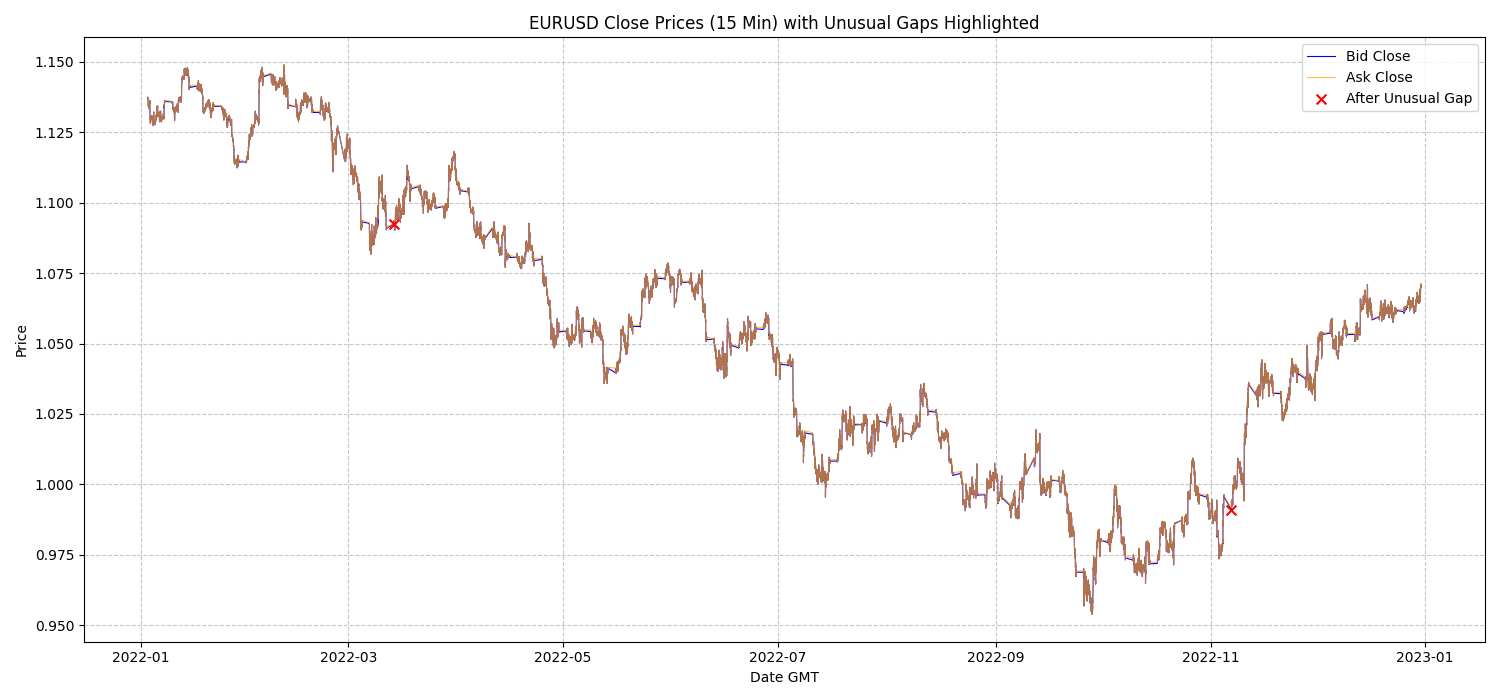 EURUSD Close Prices (15 Min) with Unusual Gaps Highlighted
Bid Close
Ask Close
After Unusual Gap
Price
1.150
1.125
1.100
1.075
1.050
1.025
1.000
0.975
0.950
2022-01
2022-03
2022-05
2022-07
2022-09
2022-11
2023-01
Date GMT